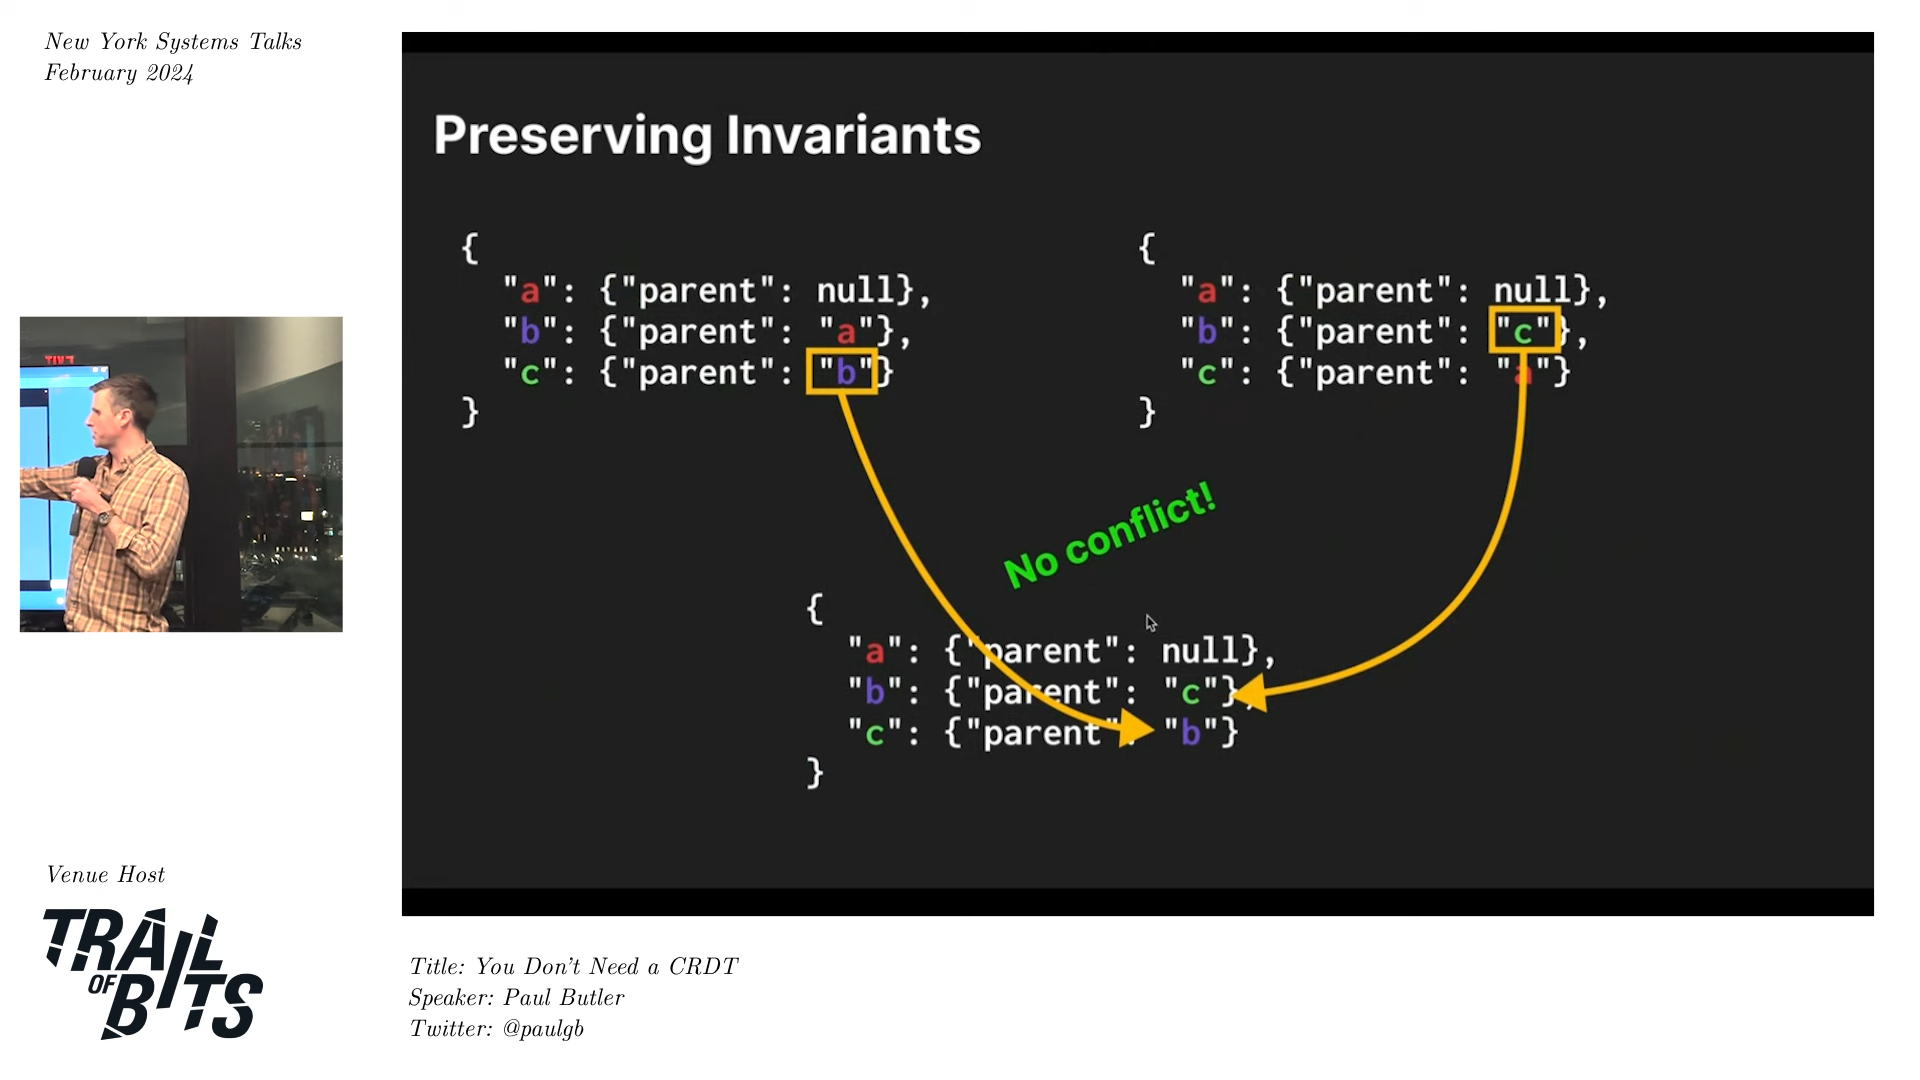 New York Systems Talks
February 2024
Preserving Invariants
{
"a": {"parent": null},
"b": {"parent": "a"},
"c": {"parent": "b"}
}
{
"a": {"parent": null},
"b": {"parent": "c"},
"c": {"parent": "a"}
}
No conflict!
{
"a": {"parent": null},
"b": {"parent": "c"},
"c": {"parent": "b"}
}
EXIT
Venue Host
TRAIL
OF
BITS
Title: You Don't Need a CRDT
Speaker: Paul Butler
Twitter: @paulgb